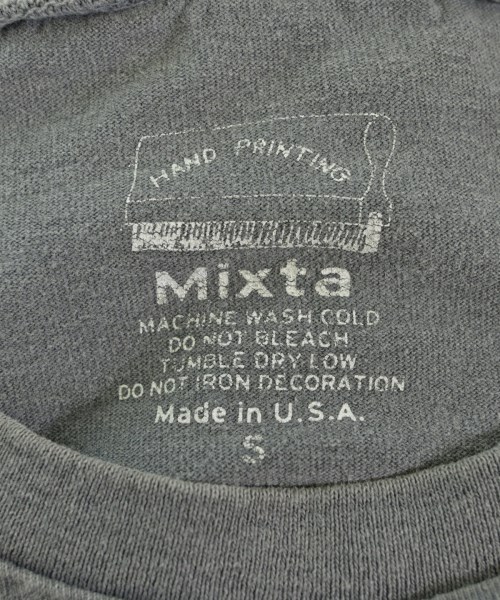 HAND PRINTING
Mixta
MACHINE WASH COLD
DO NOT BLEACH
TUMBLE DRY LOW
DO NOT IRON DECORATION
Made in U.S.A.
S